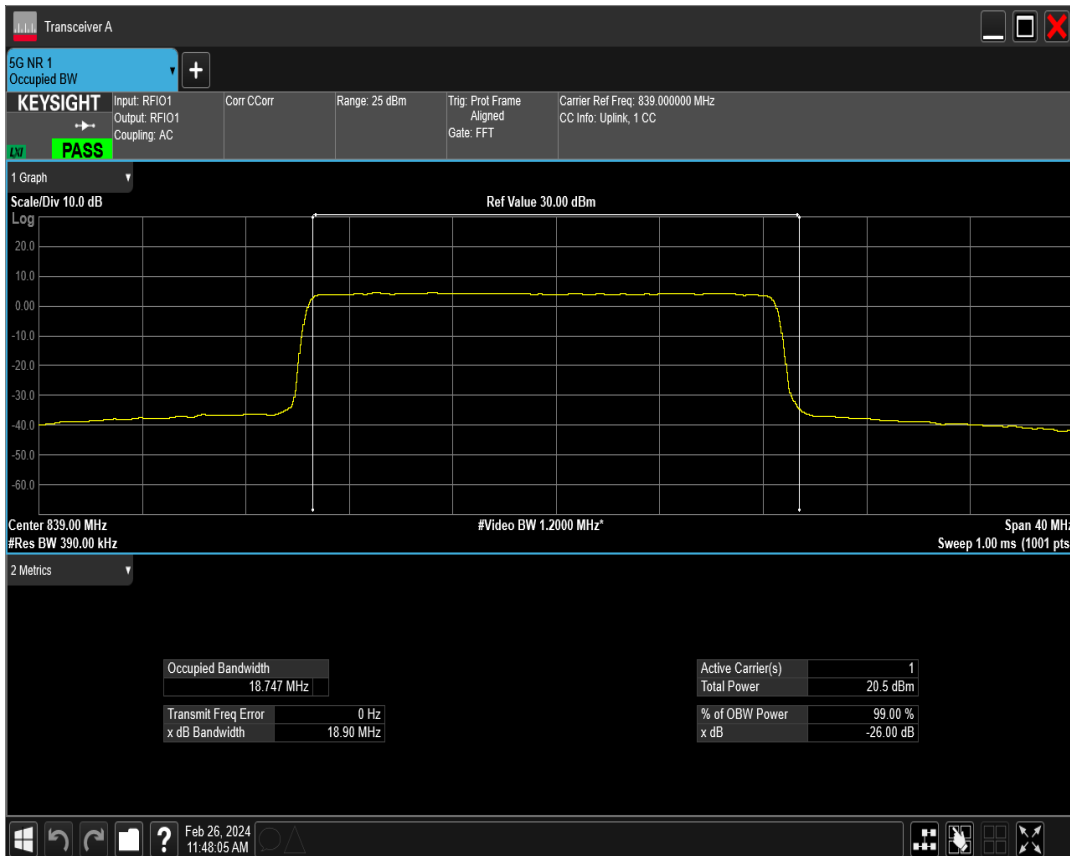 Transceiver A
5G NR 1
Occupied BW
+
KEYSIGHT
LXI
PASS
Input: RFIO1
Output: RFIO1
Coupling: AC
Corr CCorr
Range: 25 dBm
Trig: Prot Frame
Aligned
Gate: FFT
Carrier Ref Freq: 839.000000 MHz
CC Info: Uplink, 1 CC
1 Graph
Scale/Div 10.0 dB
Ref Value 30.00 dBm
Log
20.0
10.0
0.00
-10.0
-20.0
-30.0
-40.0
-50.0
-60.0
Center 839.00 MHz
#Video BW 1.2000 MHz*
Span 40 MHz
#Res BW 390.00 kHz
Sweep 1.00 ms (1001 pts
2 Metrics
Occupied Bandwidth
18.747 MHz
Transmit Freq Error 0 Hz
x dB Bandwidth 18.90 MHz
Active Carrier(s) 1
Total Power 20.5 dBm
% of OBW Power 99.00 %
x dB -26.00 dB
?
Feb 26, 2024
11:48:05 AM